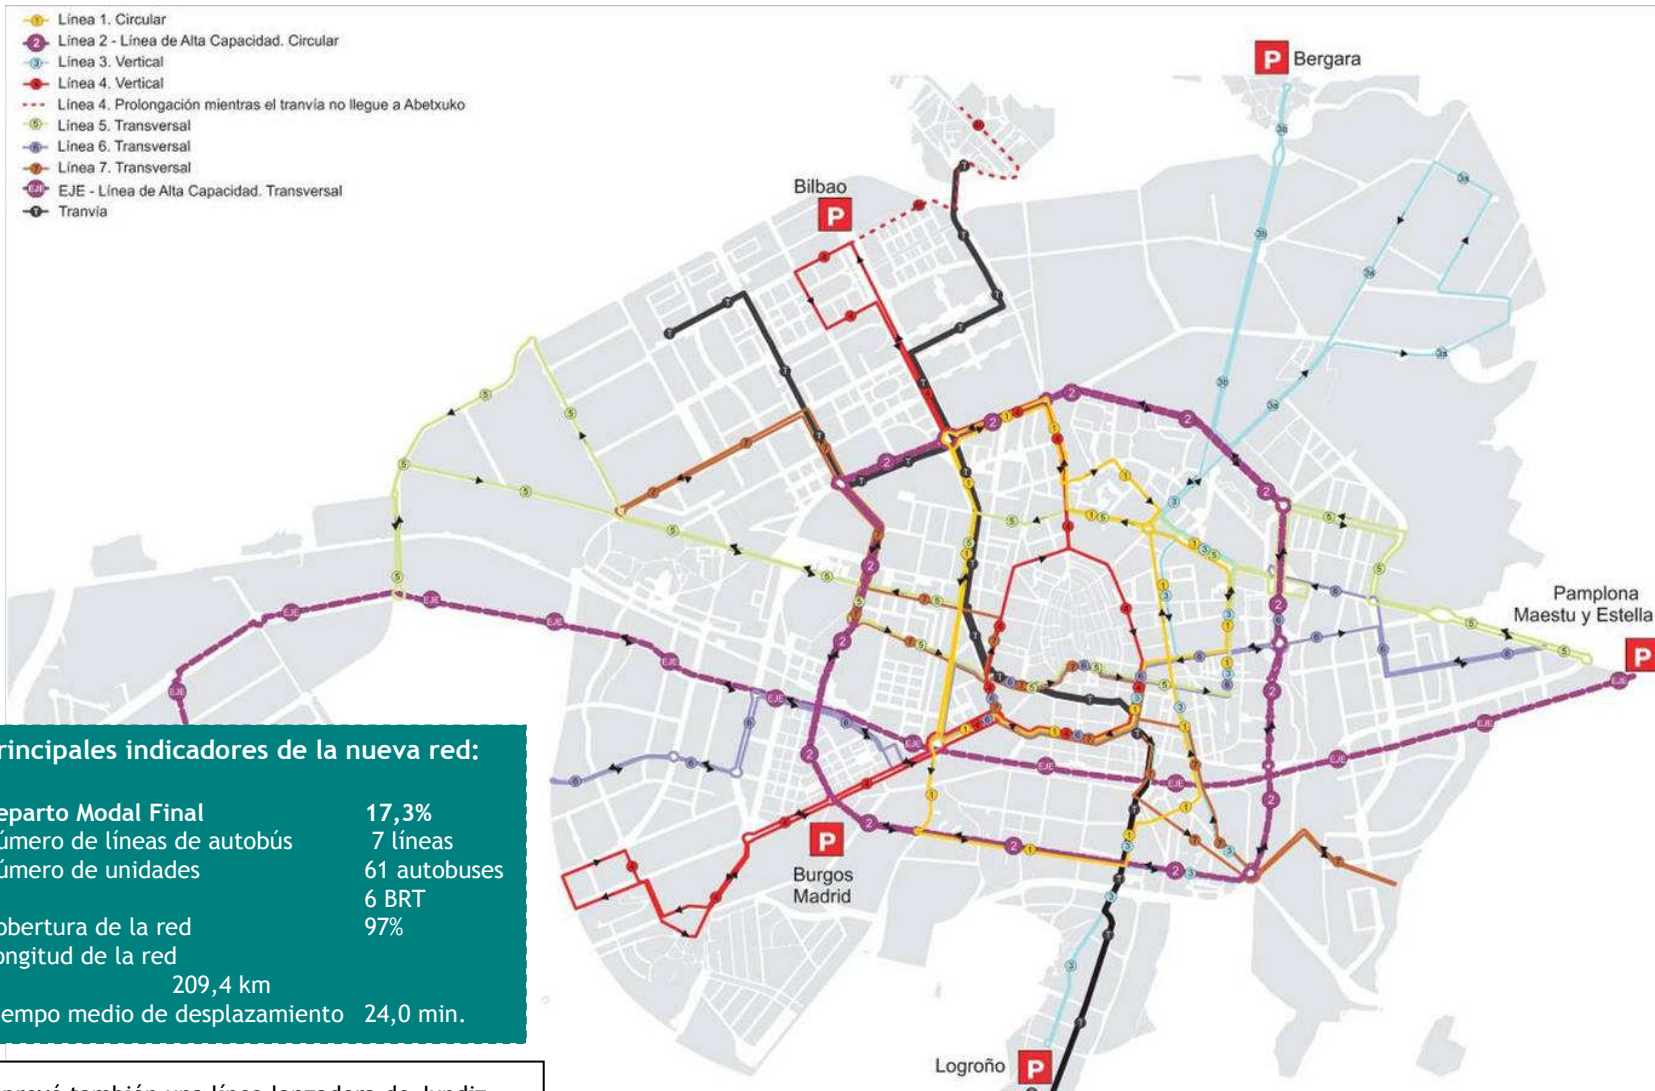 Línea 1. Circular
Línea 2 - Línea de Alta Capacidad. Circular
Línea 3. Vertical
Línea 4. Vertical
Línea 4. Prolongación mientras el tranvía no llegue a Abetxuko
Línea 5. Transversal
Línea 6. Transversal
Línea 7. Transversal
EJE - Línea de Alta Capacidad. Transversal
Tranvía
P Bergara
Bilbao
P
Pamplona
Maestu y Estella
P
P
Burgos
Madrid
Logroño P
rincipales indicadores de la nueva red:
eparto Modal Final 17,3%
úmero de líneas de autobús 7 líneas
úmero de unidades 61 autobuses
6 BRT
obertura de la red 97%
ongitud de la red
209,4 km
iempo medio de desplazamiento 24,0 min.